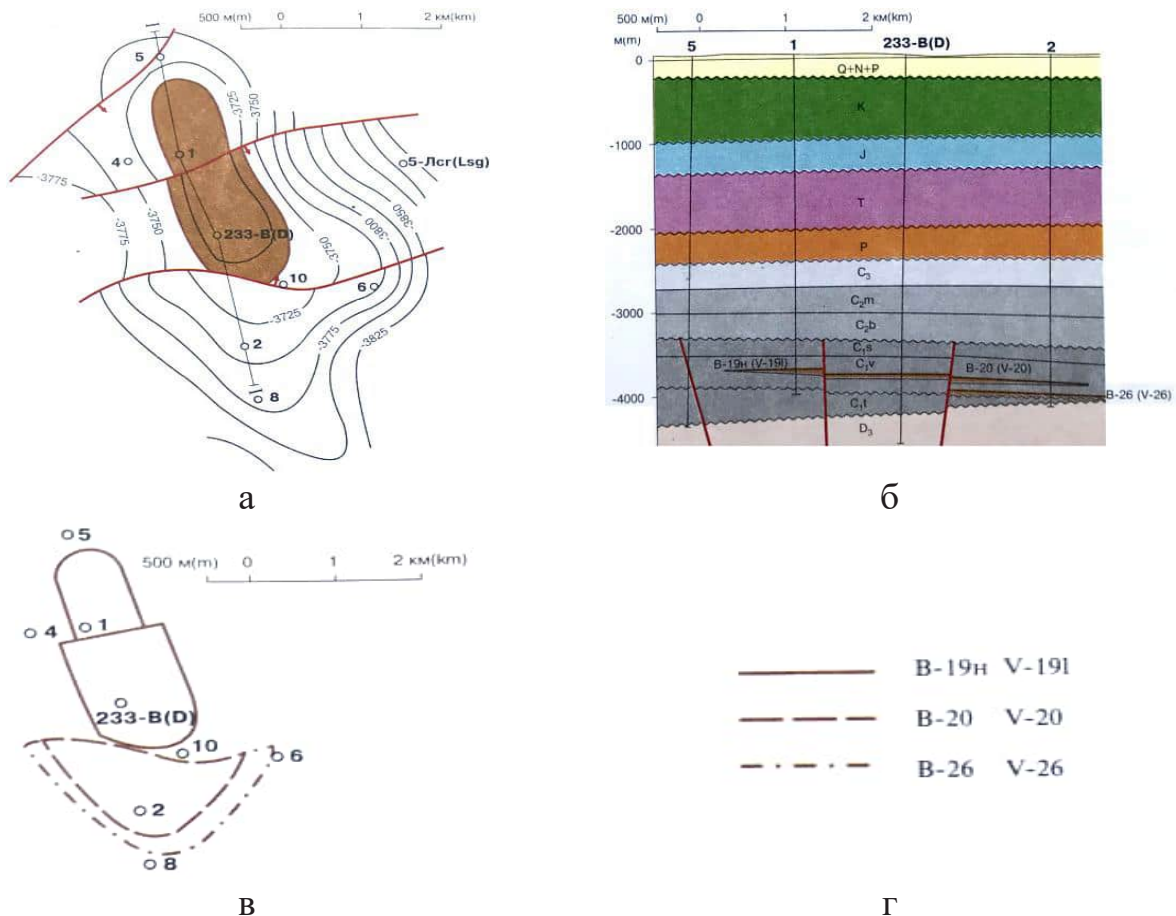 500 м(m) 0 1 2 км(km)
5
-3725
-3750
4
1
5-Лсг(Lsg)
-3775
-3750
-3775
233-В(D)
-3750
-3800
-3850
10
6
-3725
2
-3775
-3825
8
а
500 м(m) 0 1 2 км(km)
м(m)
5 1 233-В(D) 2
0
Q+N+P
K
-1000
J
T
-2000
P
C₃
C₂m
-3000
C₂b
C₁s
В-19н (V-19l) C₁v В-20 (V-20)
-4000
C₁t
В-26 (V-26)
D₃
б
5
500 м(m) 0 1 2 км(km)
4
1
233-В(D)
10
6
2
8
в
В-19н V-19l
В-20 V-20
В-26 V-26
г